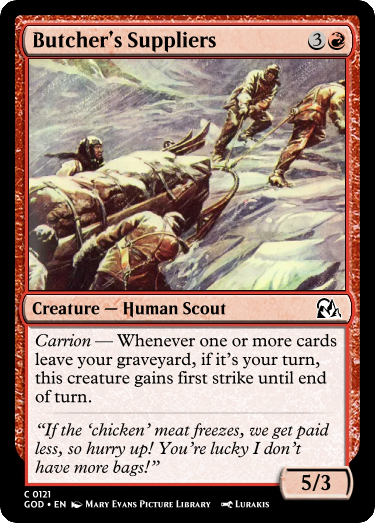 Butcher's Suppliers 3
Creature — Human Scout
Carrion — Whenever one or more cards
leave your graveyard, if it's your turn,
this creature gains first strike until end
of turn.
"If the 'chicken' meat freezes, we get paid
less, so hurry up! You're lucky I don't
have more bags!"
5/3
C 0121
GOD • EN Mary Evans Picture Library Lurakis